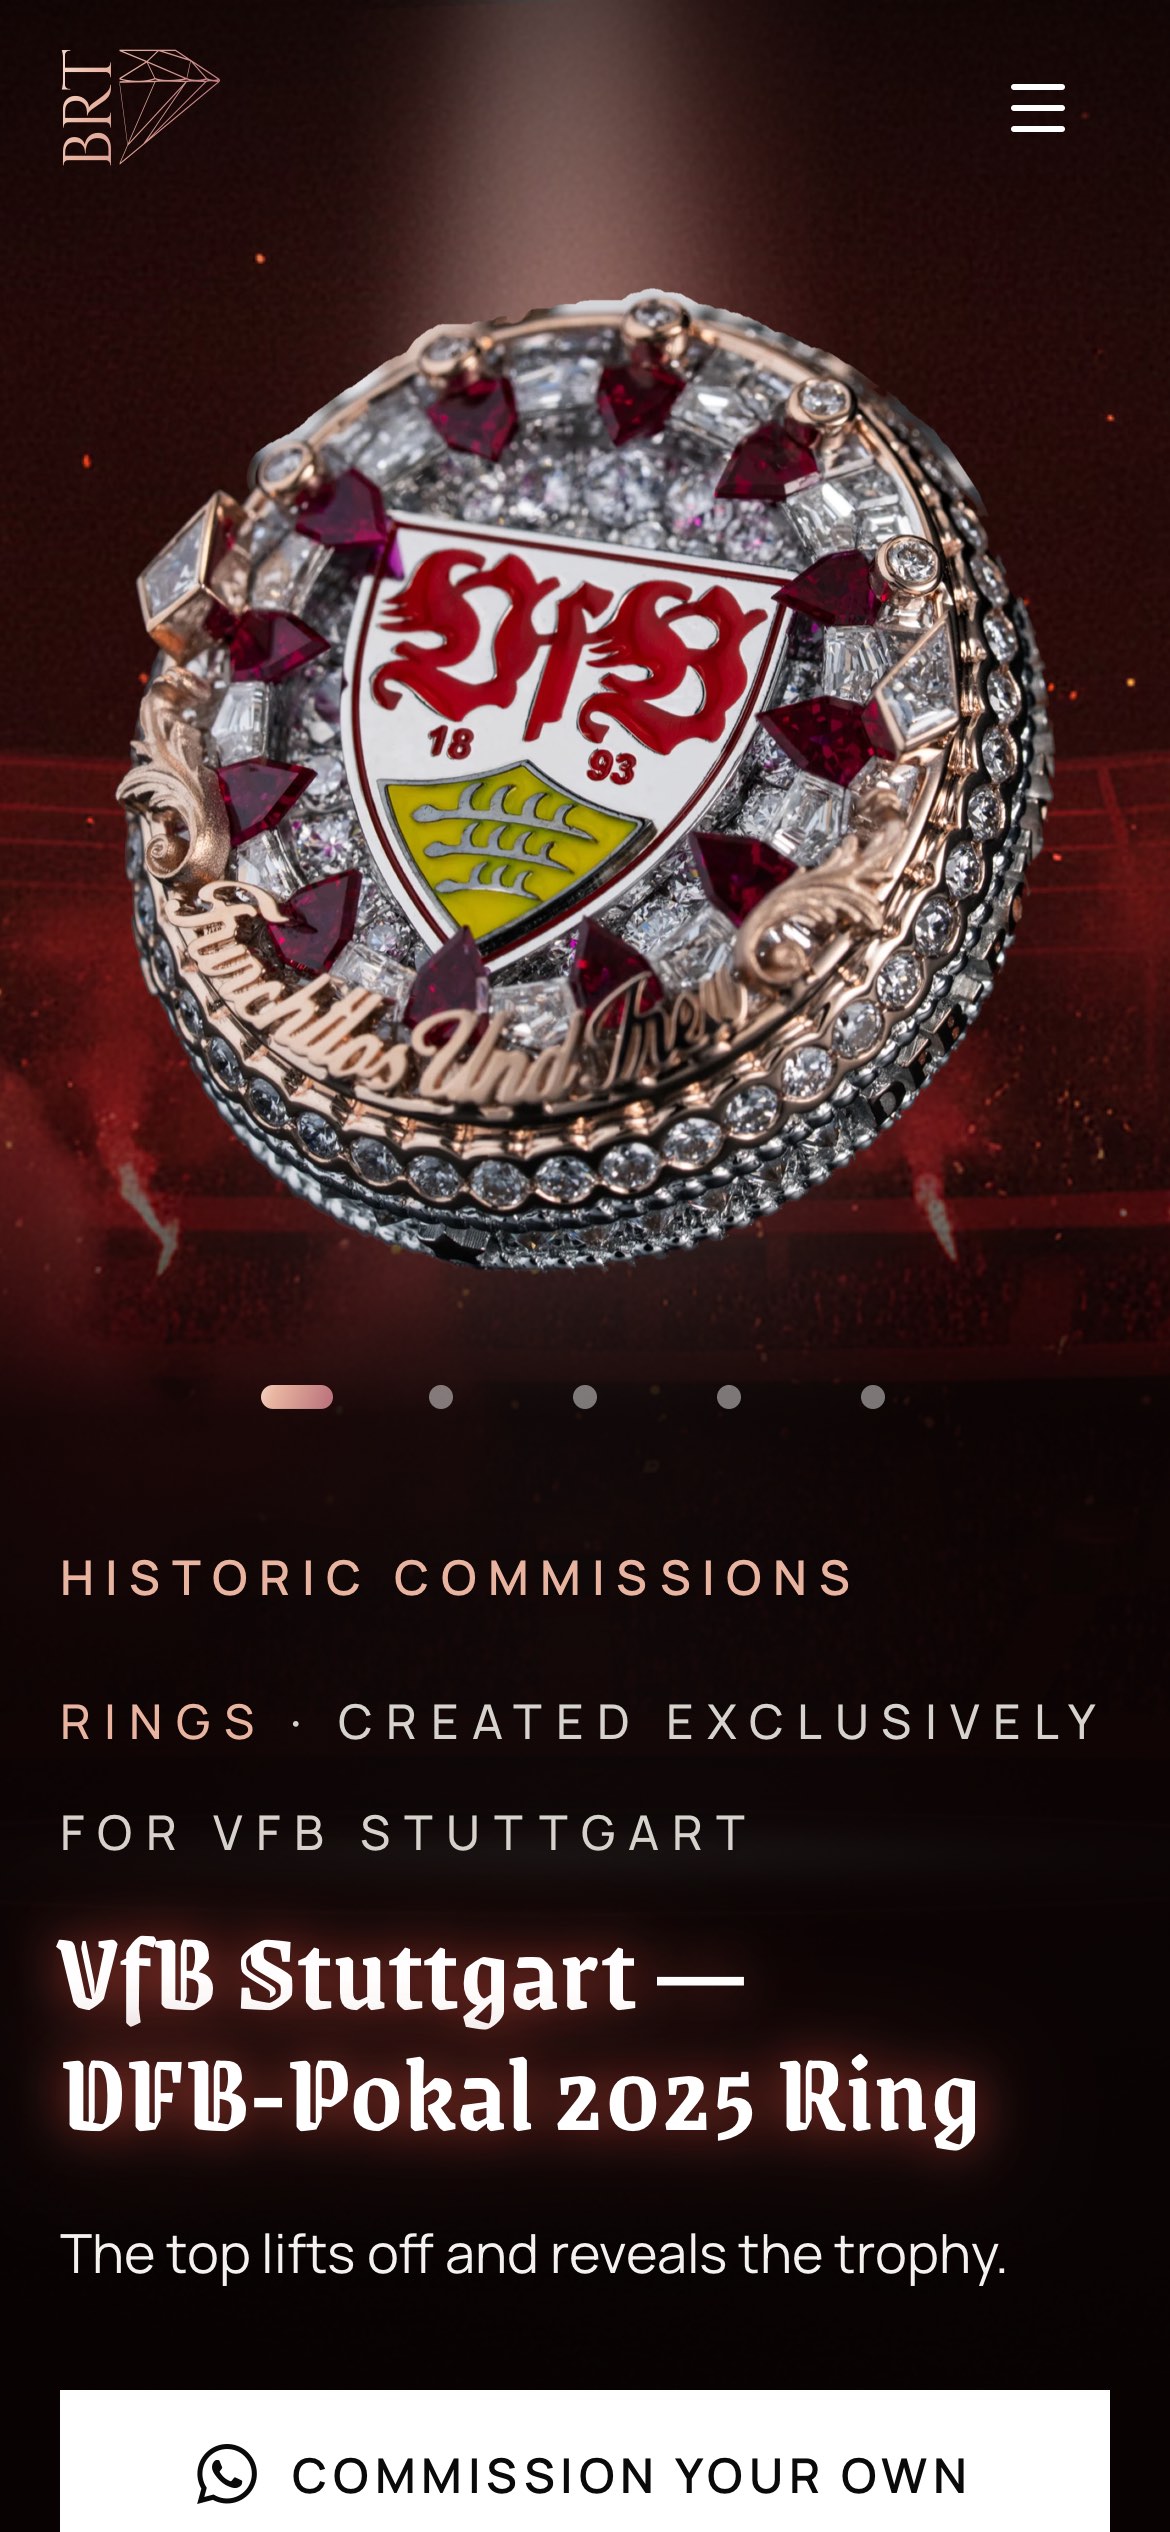 BRT
VfB
18 93
Furchtlos Und Treu
HISTORIC COMMISSIONS
RINGS · CREATED EXCLUSIVELY
FOR VFB STUTTGART
VfB Stuttgart —
DFB-Pokal 2025 Ring
The top lifts off and reveals the trophy.
COMMISSION YOUR OWN